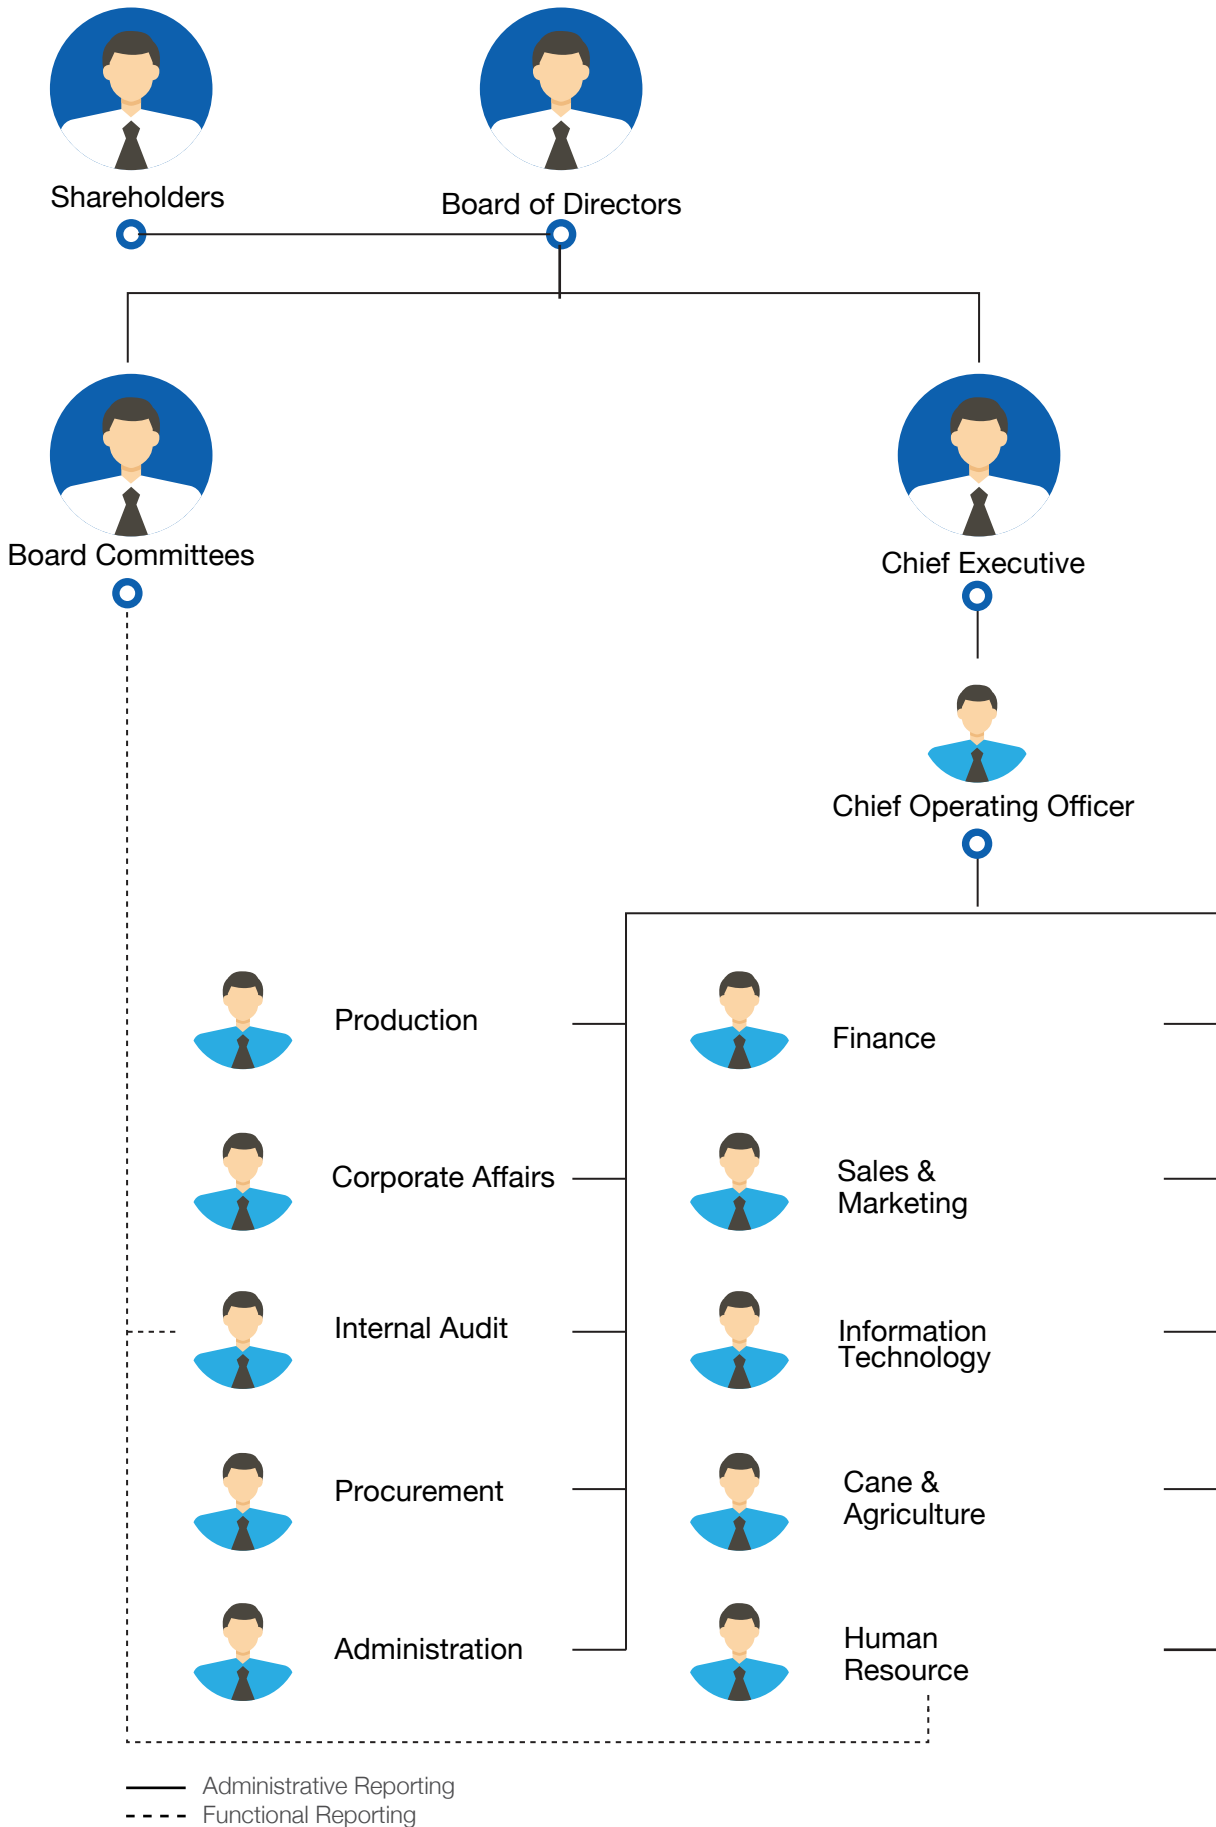 Shareholders
Board of Directors
Board Committees
Chief Executive
Chief Operating Officer
Production
Finance
Corporate Affairs
Sales &
Marketing
Internal Audit
Information
Technology
Procurement
Cane &
Agriculture
Administration
Human
Resource
Administrative Reporting
Functional Reporting